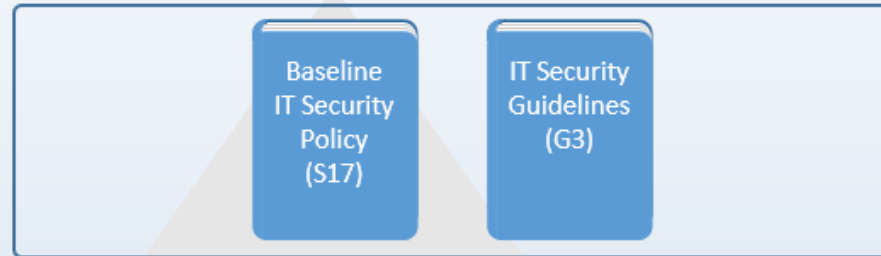 Baseline
IT Security
Policy
(S17)
IT Security
Guidelines
(G3)